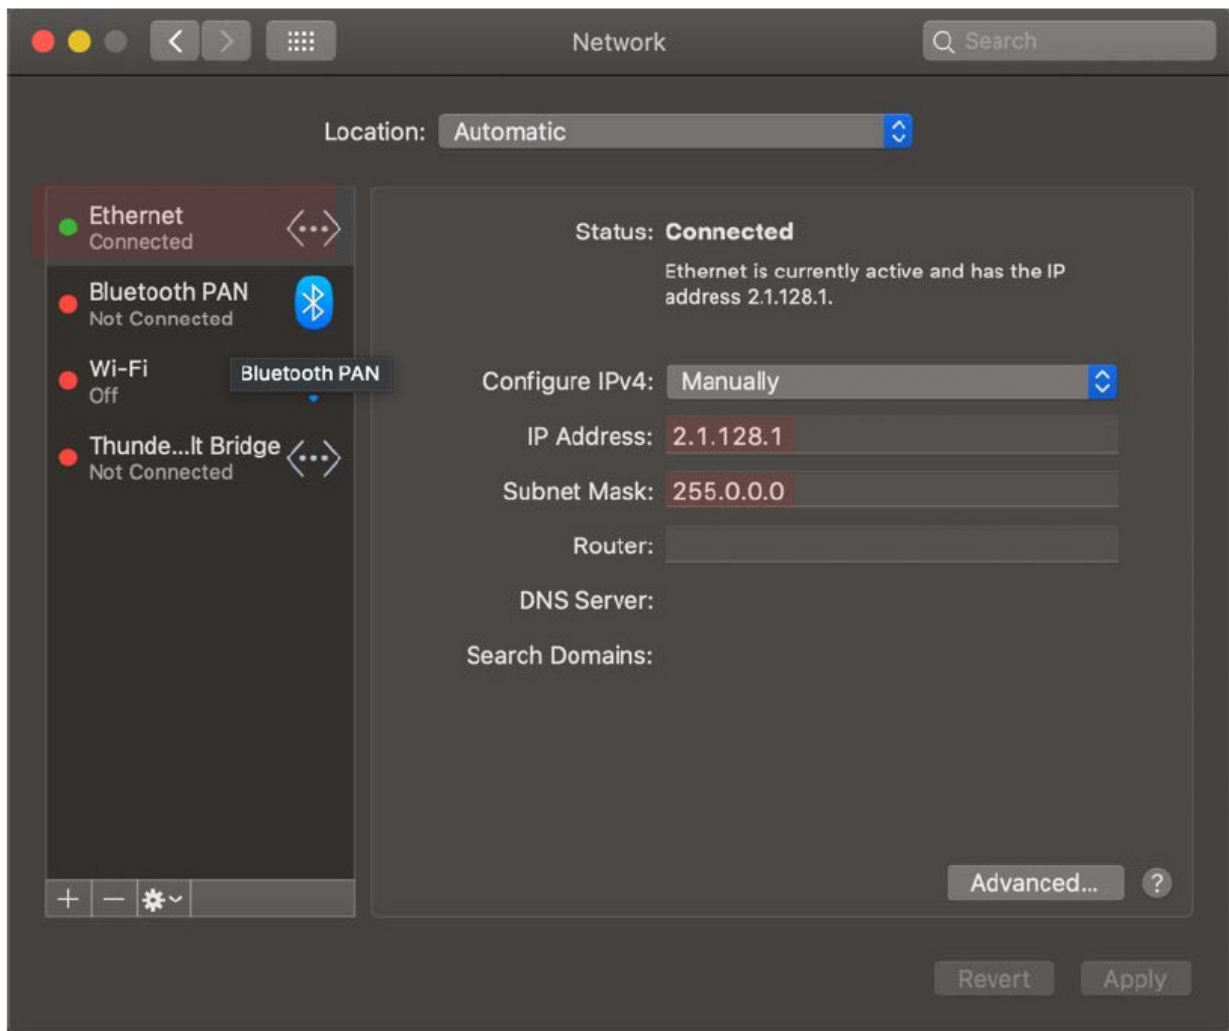 Network
Search
Location: Automatic
Ethernet
Connected
Bluetooth PAN
Not Connected
Wi-Fi
Off
Bluetooth PAN
Thunde...lt Bridge
Not Connected
Status: Connected
Ethernet is currently active and has the IP
address 2.1.128.1.
Configure IPv4: Manually
IP Address: 2.1.128.1
Subnet Mask: 255.0.0.0
Router:
DNS Server:
Search Domains:
Advanced... ?
Revert Apply